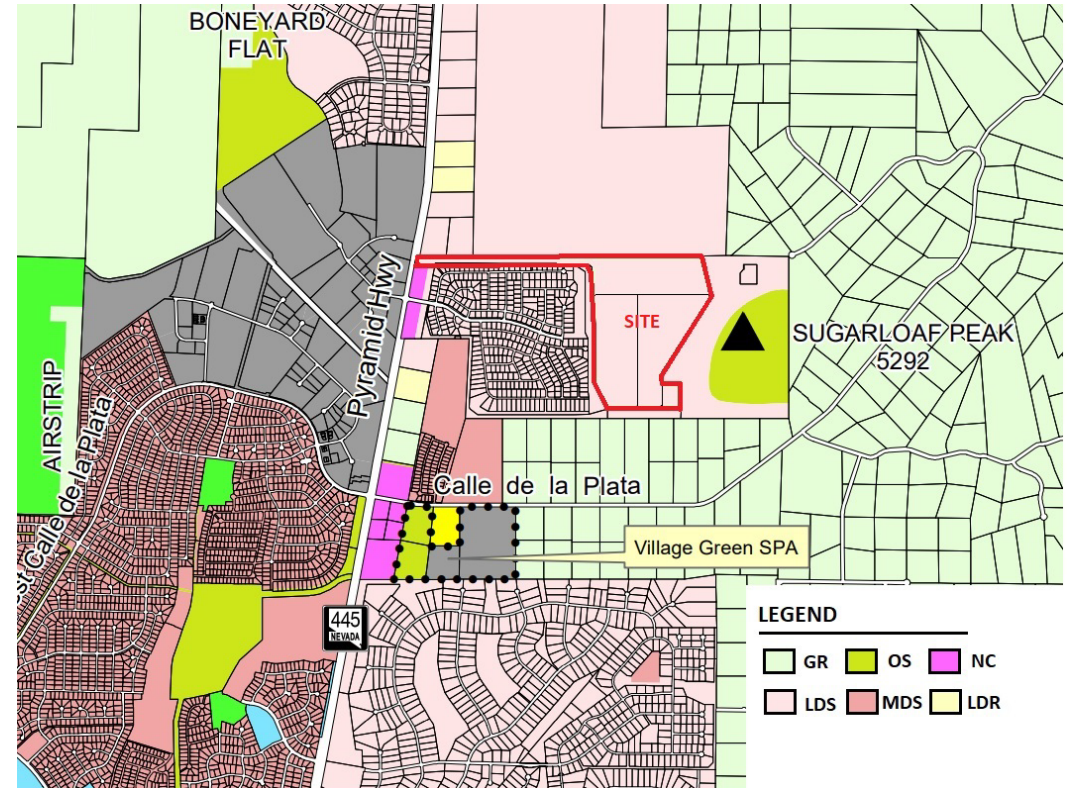 BONEYARD
FLAT
Pyramid Hwy
SITE
SUGARLOAF PEAK
5292
AIRSTRIP
est Calle de la Plata
Calle de la Plata
Village Green SPA
445
NEVADA
LEGEND
GR OS NC
LDS MDS LDR